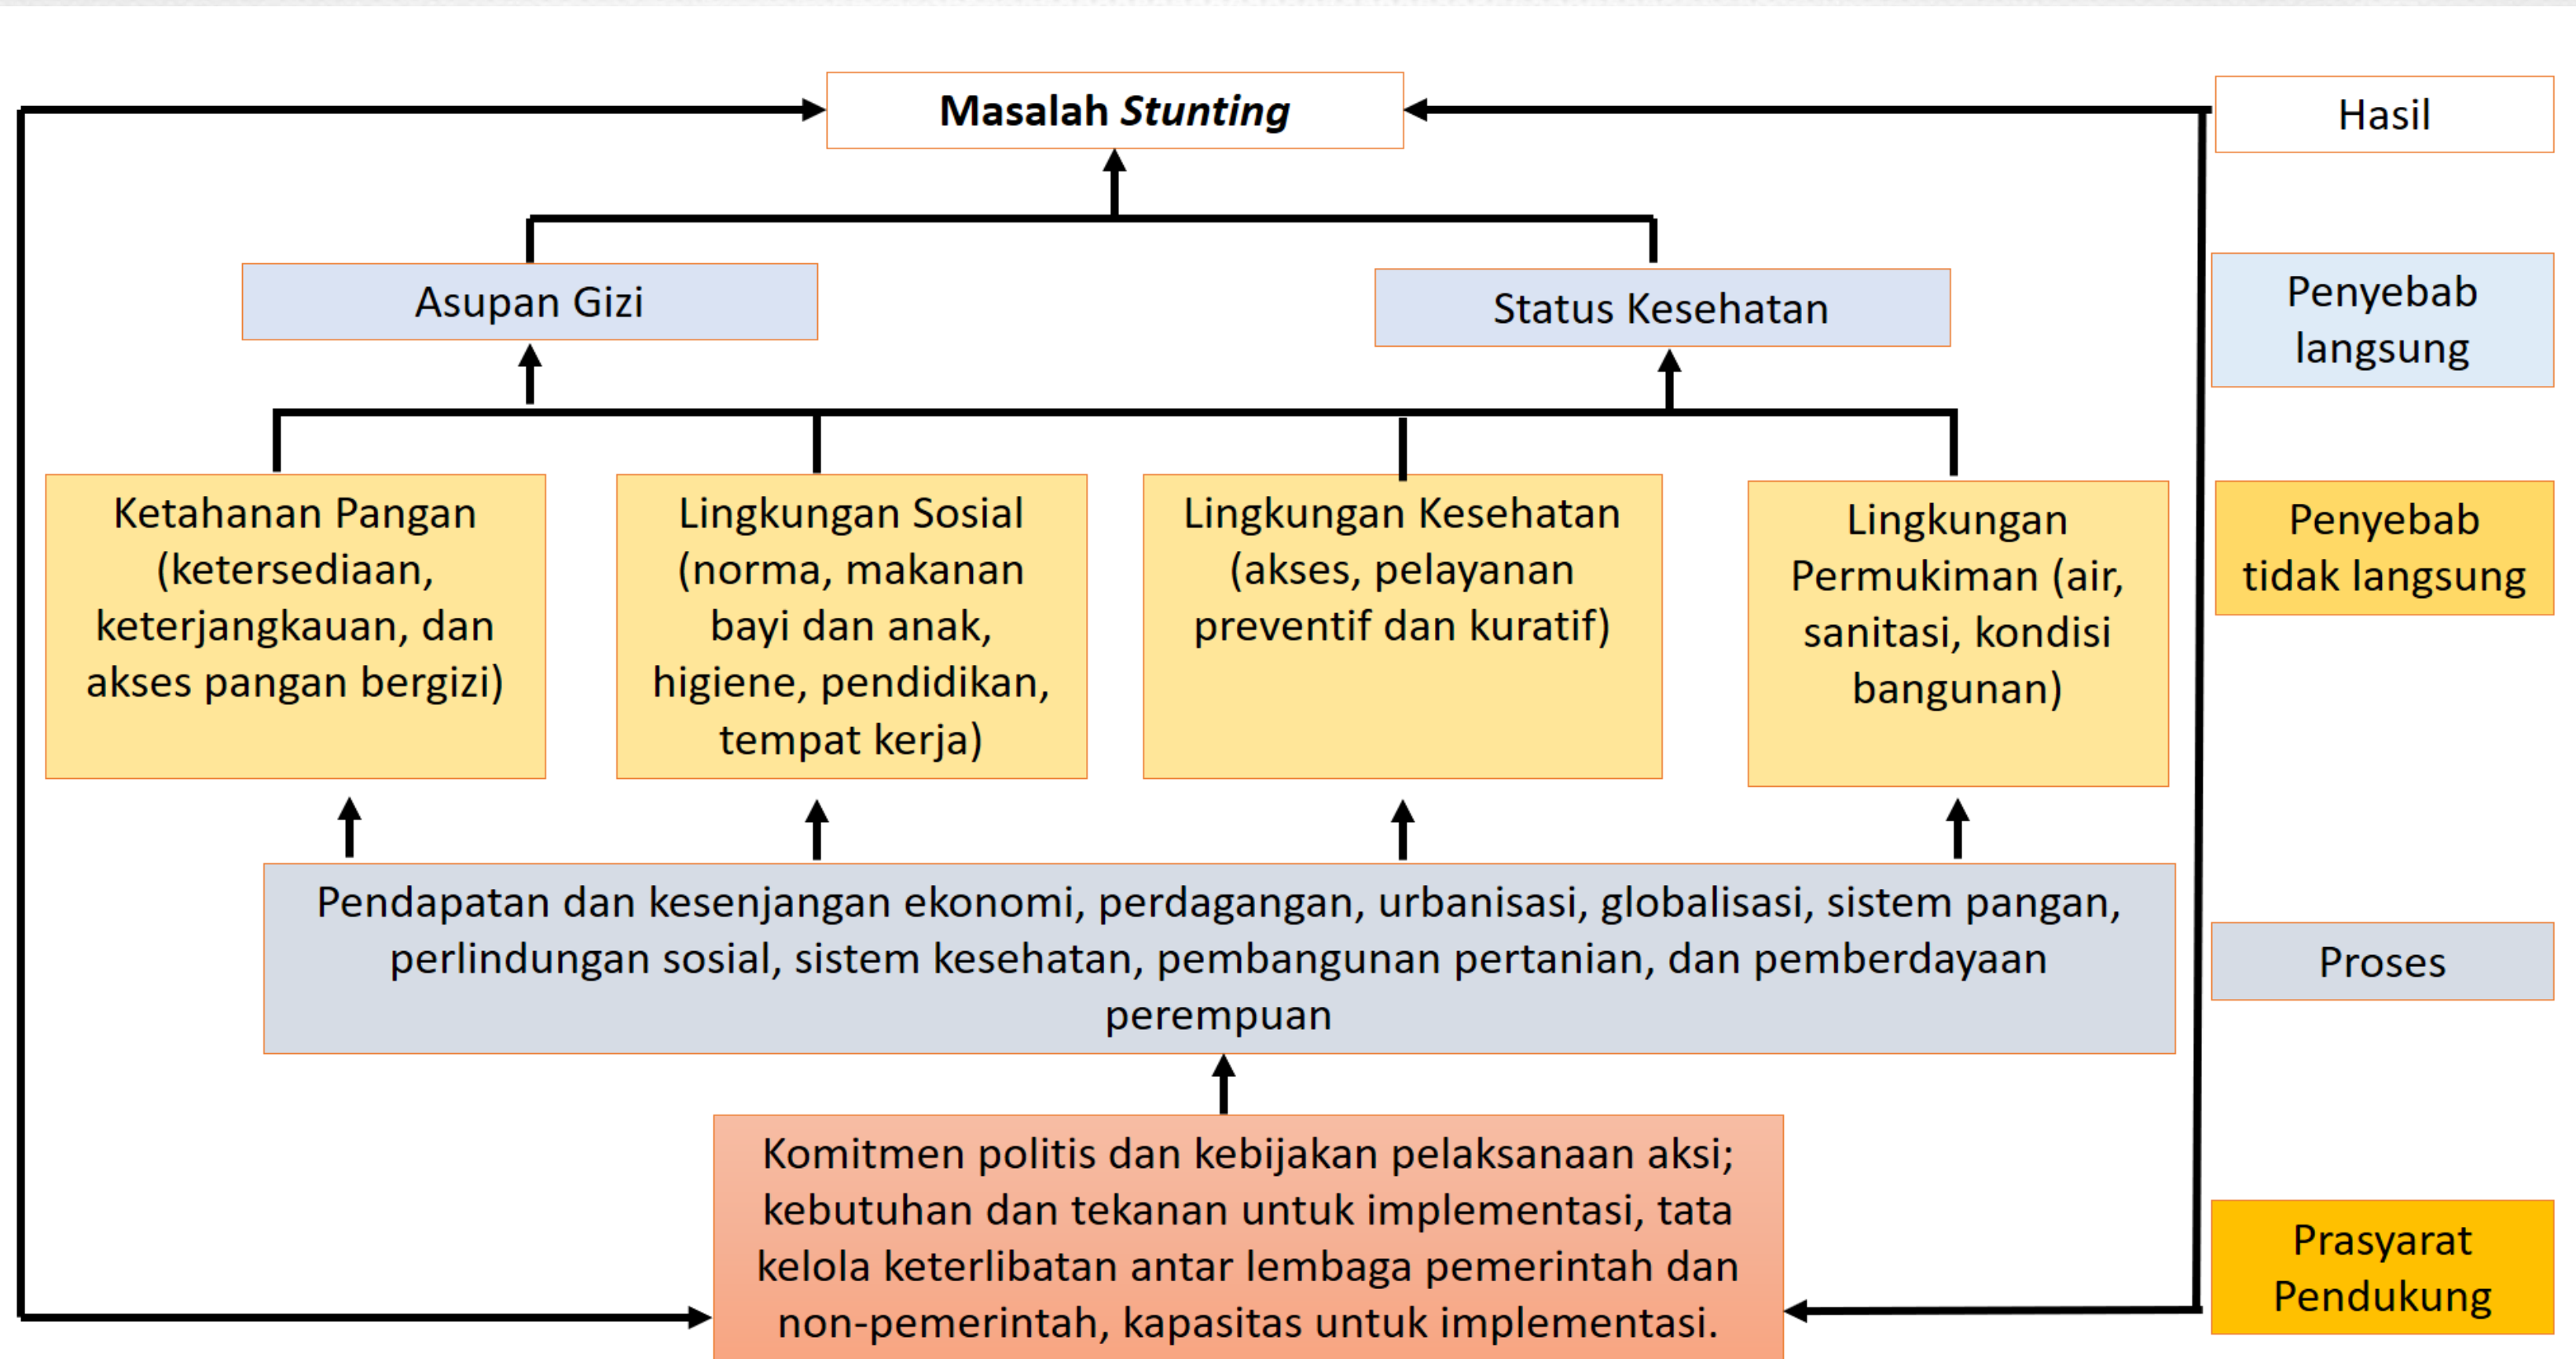 Masalah Stunting
Hasil
Asupan Gizi
Status Kesehatan
Penyebab
langsung
Ketahanan Pangan
(ketersediaan,
keterjangkauan, dan
akses pangan bergizi)
Lingkungan Sosial
(norma, makanan
bayi dan anak,
higiene, pendidikan,
tempat kerja)
Lingkungan Kesehatan
(akses, pelayanan
preventif dan kuratif)
Lingkungan
Permukiman (air,
sanitasi, kondisi
bangunan)
Penyebab
tidak langsung
Pendapatan dan kesenjangan ekonomi, perdagangan, urbanisasi, globalisasi, sistem pangan,
perlindungan sosial, sistem kesehatan, pembangunan pertanian, dan pemberdayaan
perempuan
Proses
Komitmen politis dan kebijakan pelaksanaan aksi;
kebutuhan dan tekanan untuk implementasi, tata
kelola keterlibatan antar lembaga pemerintah dan
non-pemerintah, kapasitas untuk implementasi.
Prasyarat
Pendukung